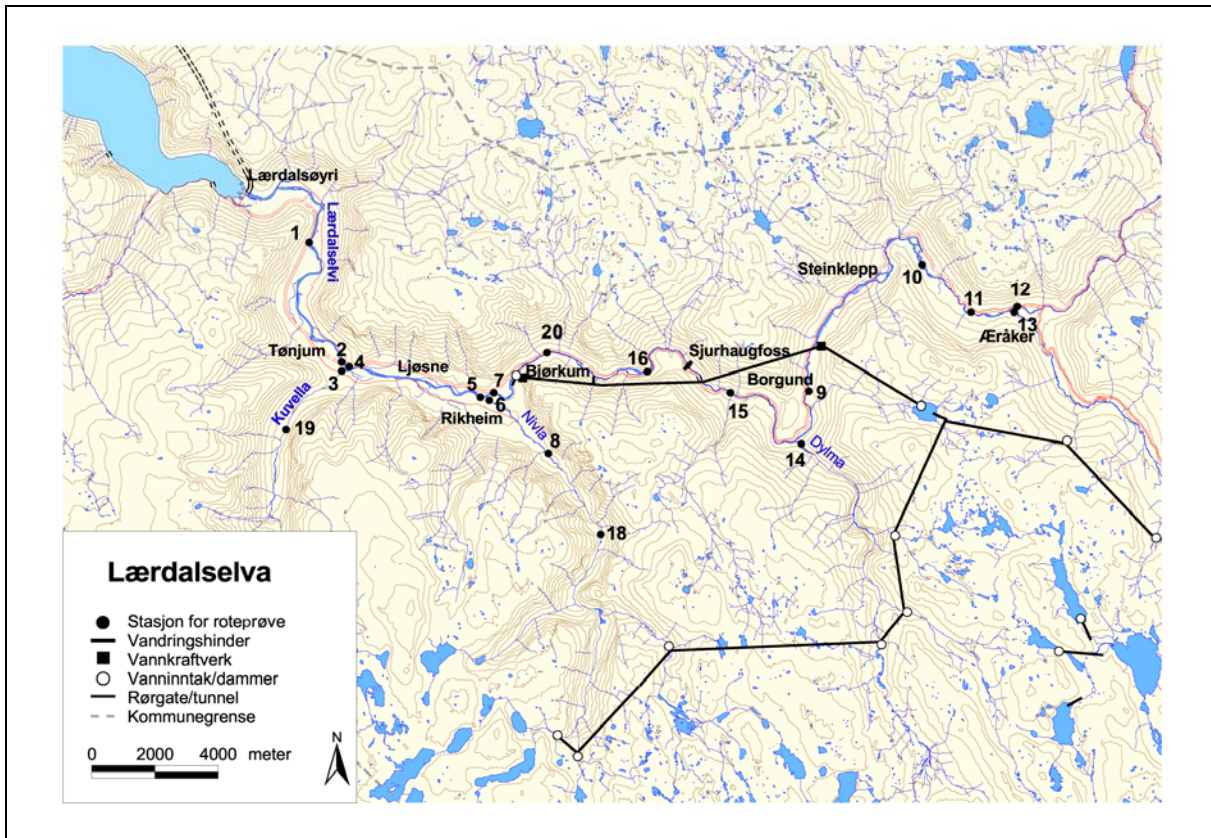 Lærdalsøyri
1
Lærdalselvi
Steinklepp
10
12
11
13
Æråker
Tønjum
2
4
3
Ljøsne
20
Bjørkum
16
Sjurhaugfoss
7
5
6
Rikheim
Borgund
9
15
Kuvella
19
Nivla
8
14
Dylma
18
Lærdalselva
Stasjon for roteprøve
Vandringshinder
Vannkraftverk
Vanninntak/dammer
Rørgate/tunnel
Kommunegrense
0 2000 4000 meter
N